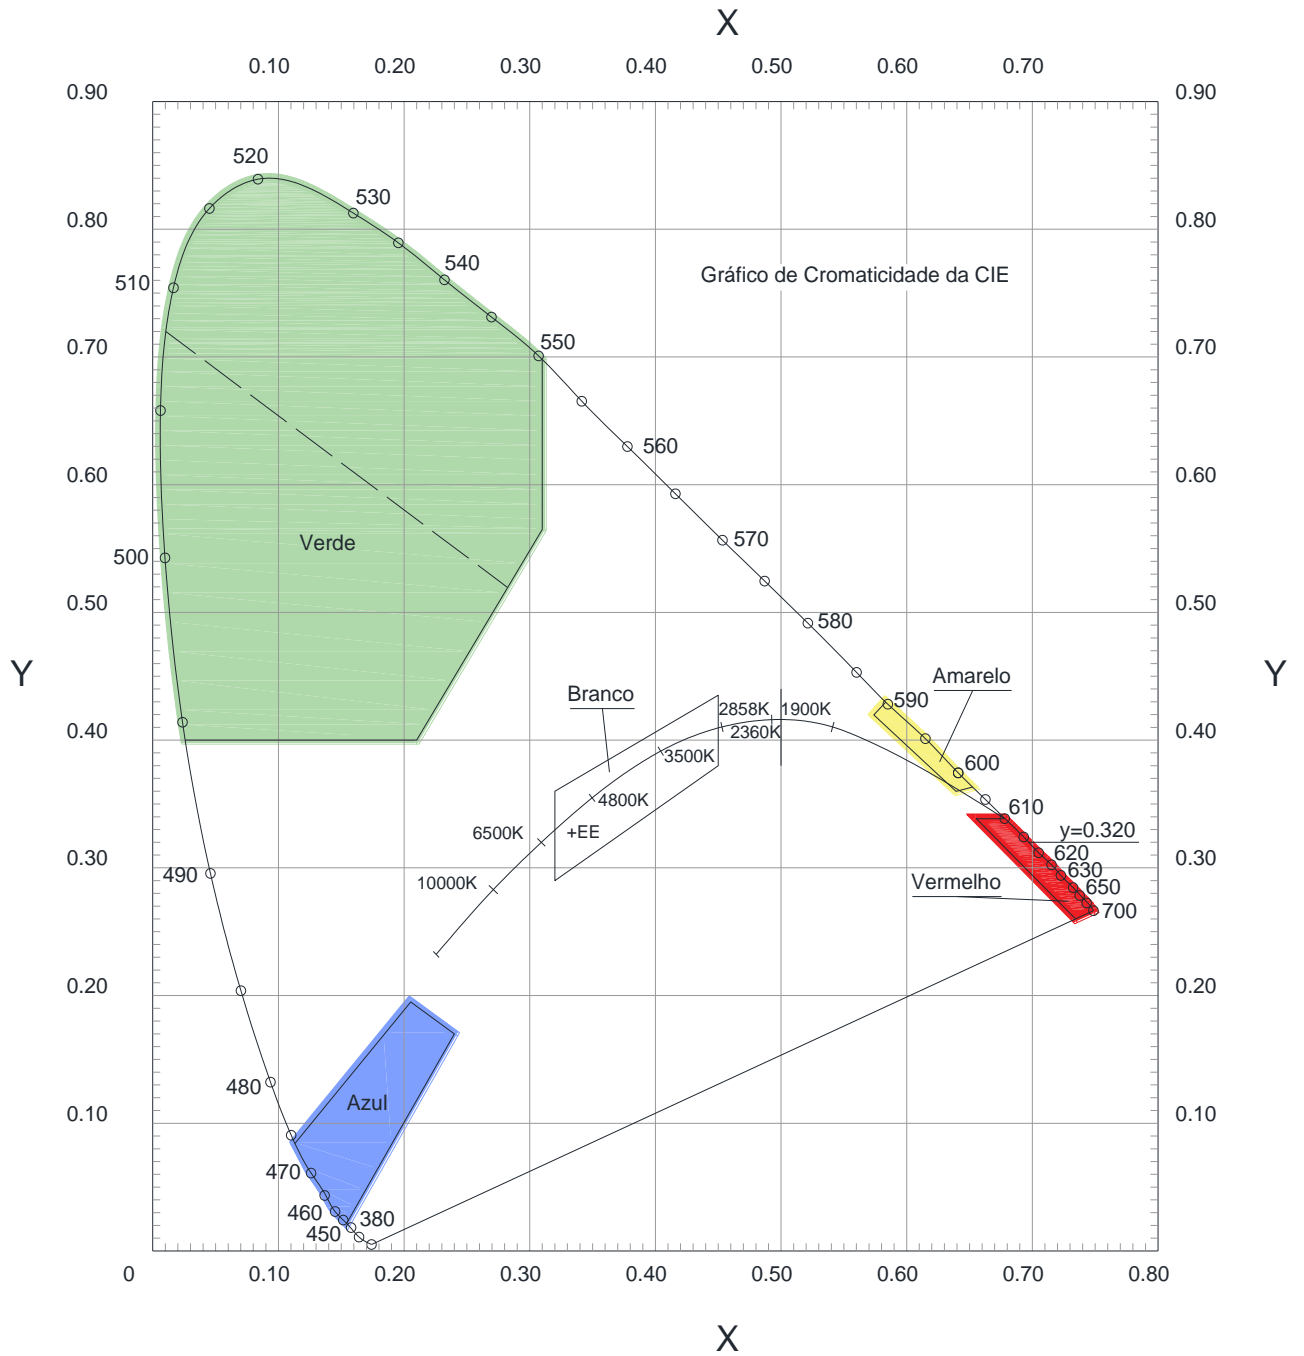 X
0.10 0.20 0.30 0.40 0.50 0.60 0.70
0.90 0.90
520
530
0.80 0.80
540
Gráfico de Cromaticidade da CIE
510
0.70 550 0.70
560
0.60 0.60
570
Verde
500
0.50 0.50
580
Y Amarelo Y
Branco 590
2858K 1900K
0.40 2360K 0.40
3500K 600
4800K
610
6500K +EE y=0.320
620
0.30 0.30
490 630
10000K Vermelho 650
700
0.20 0.20
480
Azul
0.10 0.10
470
460 380
450
0 0.10 0.20 0.30 0.40 0.50 0.60 0.70 0.80
X